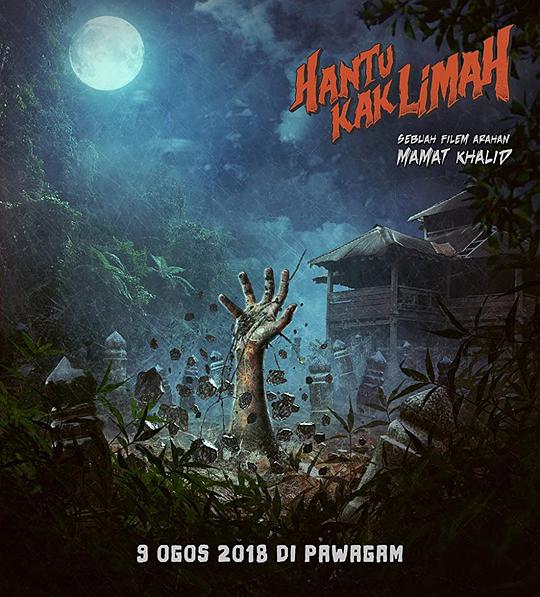 HANTU
KAK LiMAH
SEBUAH FILEM ARAHAN
MAMAT KHALID
9 OGOS 2018 DI PAWAGAM